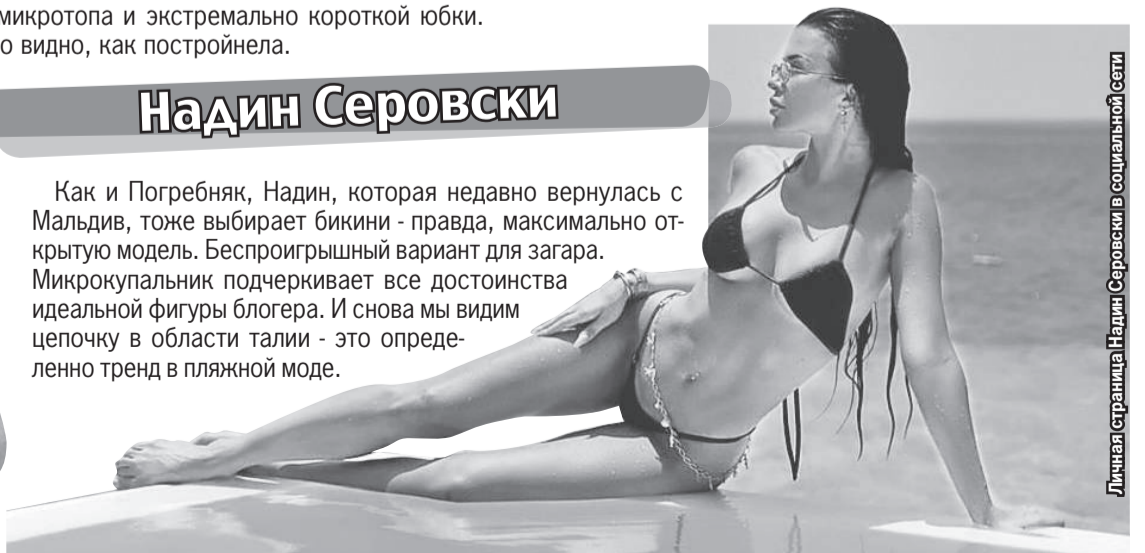 микротопа и экстремально короткой юбки.
о видно, как постройнела.
Надин Серовски
Как и Погребняк, Надин, которая недавно вернулась с
Мальдив, тоже выбирает бикини - правда, максимально от-
крытую модель. Беспроигрышный вариант для загара.
Микрокупальник подчеркивает все достоинства
идеальной фигуры блогера. И снова мы видим
цепочку в области талии - это опреде-
ленно тренд в пляжной моде.
Личная страница Надин Серовски в социальной сети